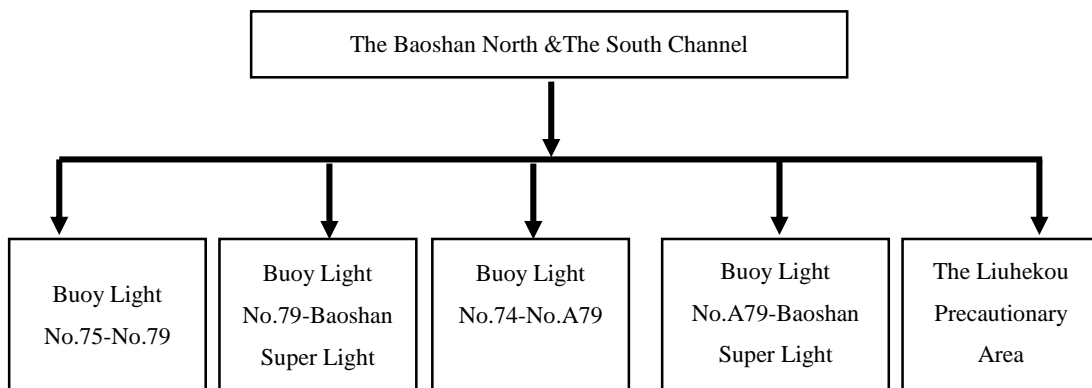 The Baoshan North &The South Channel
Buoy Light
No.75-No.79
Buoy Light
No.79-Baoshan
Super Light
Buoy Light
No.74-No.A79
Buoy Light
No.A79-Baoshan
Super Light
The Liuhekou
Precautionary
Area